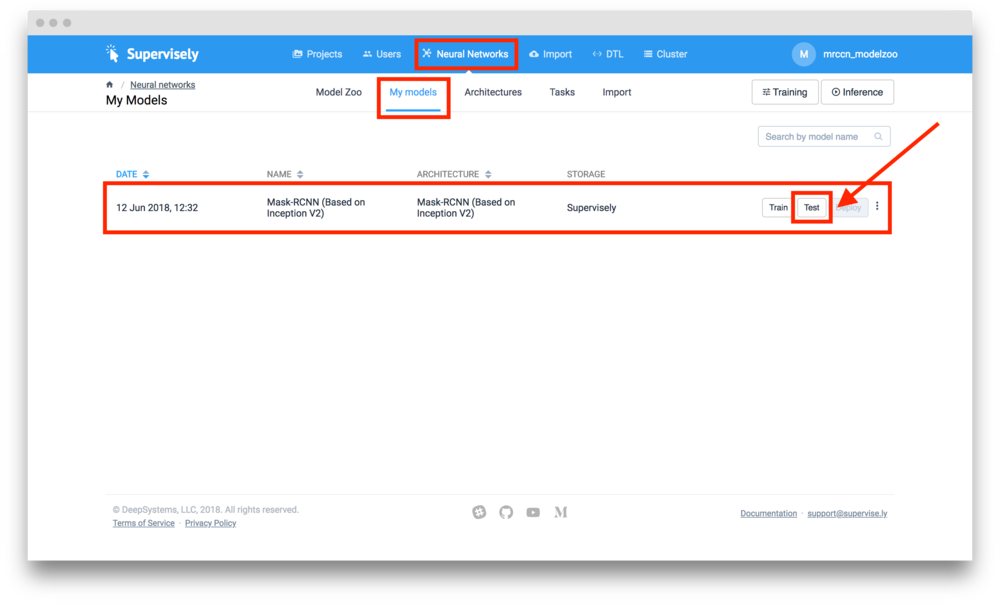 Supervisely
Projects
Users
Neural Networks
Import
DTL
Cluster
M
mrccn_modelzoo
/ Neural networks
My Models
Model Zoo
My models
Architectures
Tasks
Import
Training
Inference
Search by model name
DATE
NAME
ARCHITECTURE
STORAGE
12 Jun 2018, 12:32
Mask-RCNN (Based on
Inception V2)
Mask-RCNN (Based on
Inception V2)
Supervisely
Train
Test
Deploy
© DeepSystems, LLC, 2018. All rights reserved.
Terms of Service · Privacy Policy
Documentation · support@supervise.ly